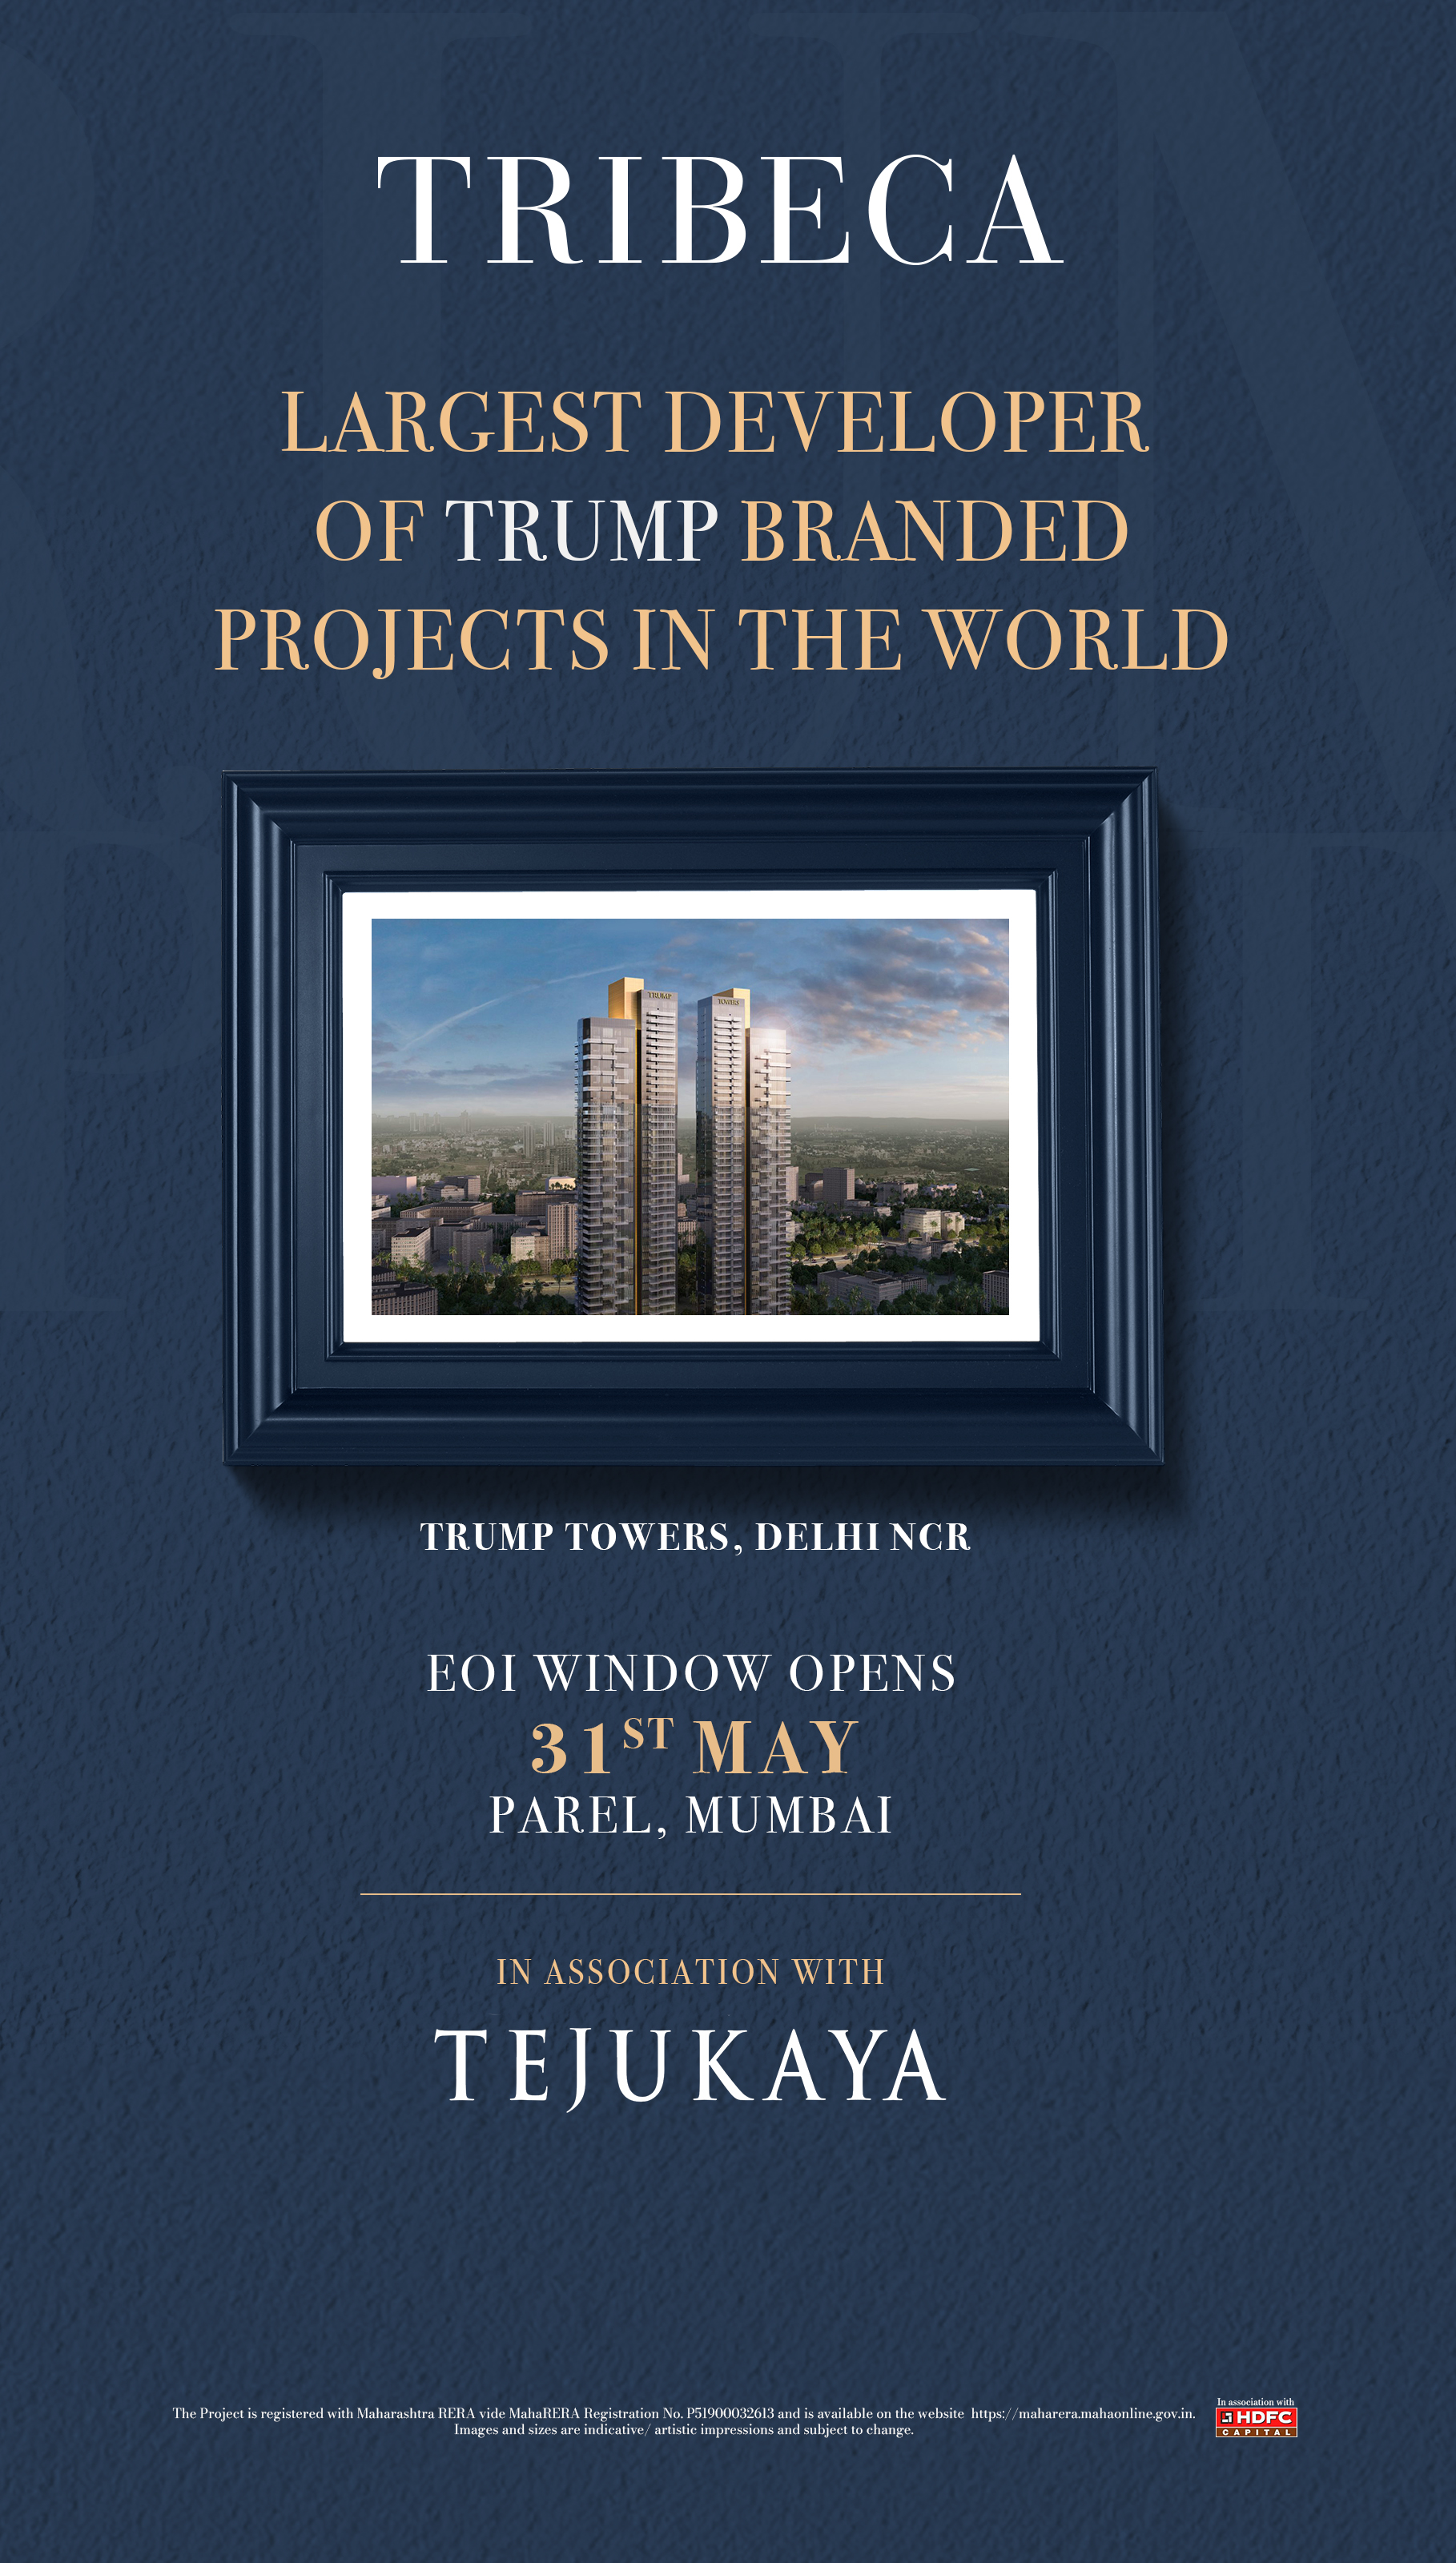 TRIBECA
LARGEST DEVELOPER
OF TRUMP BRANDED
PROJECTS IN THE WORLD
TRUMP
TOWERS
TRUMP TOWERS, DELHI NCR
EOI WINDOW OPENS
31ST MAY
PAREL, MUMBAI
IN ASSOCIATION WITH
TEJUKAYA
The Project is registered with Maharashtra RERA vide MahaRERA Registration No. P51900032613 and is available on the website https://maharera.mahaonline.gov.in.
Images and sizes are indicative/ artistic impressions and subject to change.
In association with
HDFC
CAPITAL